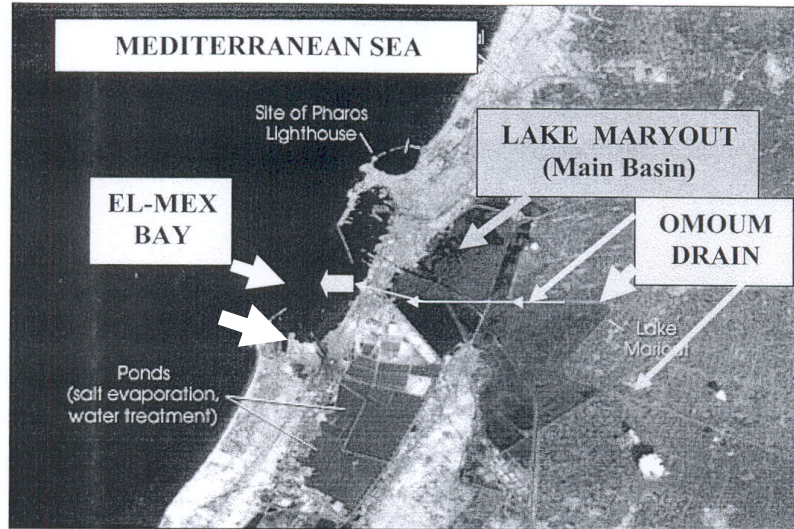 MEDITERRANEAN SEA
Site of Pharos
Lighthouse
LAKE MARYOUT
(Main Basin)
EL-MEX
BAY
OMOUM
DRAIN
Lake
Mariout
Ponds
(salt evaporation,
water treatment)